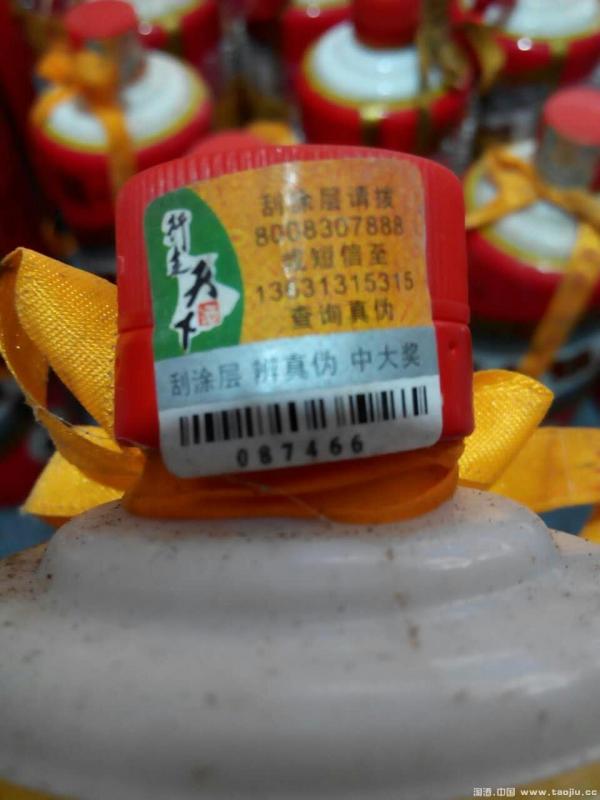 行走天下
酒
刮涂层请拨
8008307888
或短信至
13631315315
查询真伪
刮涂层 辨真伪 中大奖
087466
淘酒.中国 www.taojiu.cc